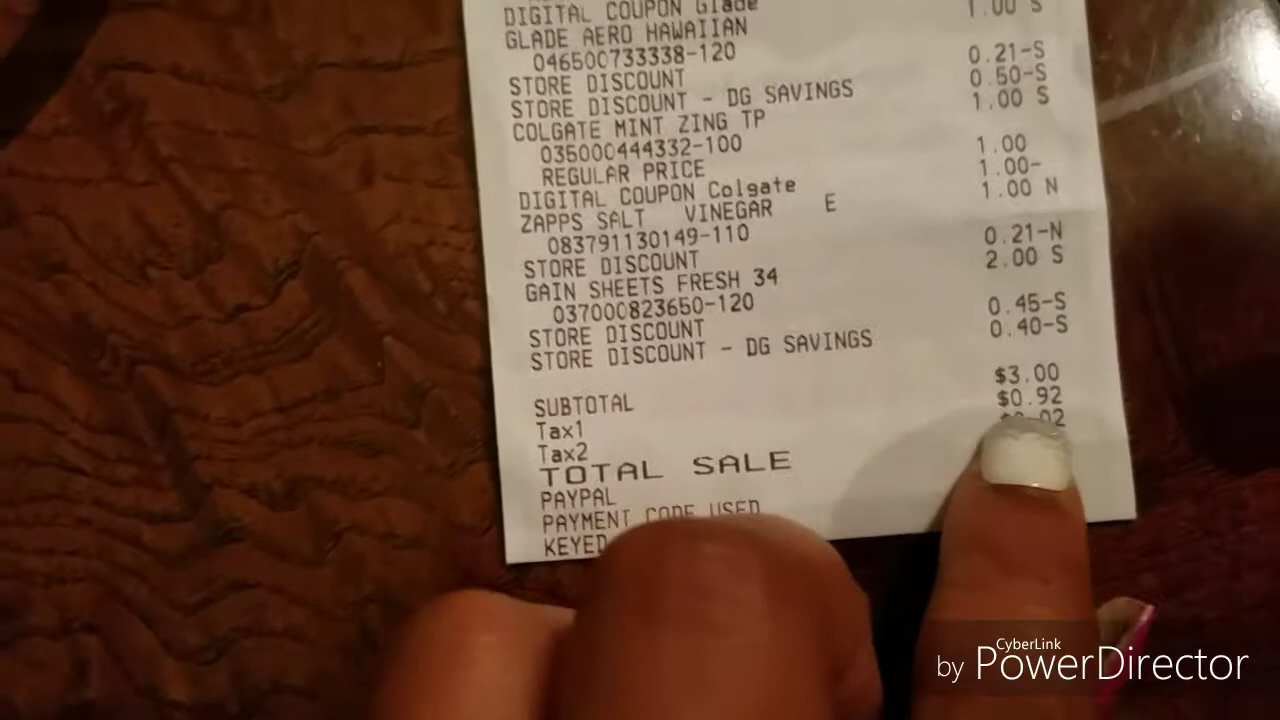 DIGITAL COUPON Glade
GLADE AERO HAWAIIAN 1.00 S
046500733338-120
STORE DISCOUNT 0.21-S
STORE DISCOUNT - DG SAVINGS 0.50-S
COLGATE MINT ZING TP 1.00 S
035000444332-100
REGULAR PRICE 1.00
DIGITAL COUPON Colgate 1.00-
ZAPPS SALT VINEGAR E 1.00 N
083791130149-110
STORE DISCOUNT 0.21-N
GAIN SHEETS FRESH 34 2.00 S
037000823650-120
STORE DISCOUNT 0.45-S
STORE DISCOUNT - DG SAVINGS 0.40-S
SUBTOTAL $3.00
Tax1 $0.92
Tax2
TOTAL SALE
PAYPAL
PAYMENT CODE USED
KEYED
CyberLink
by PowerDirector